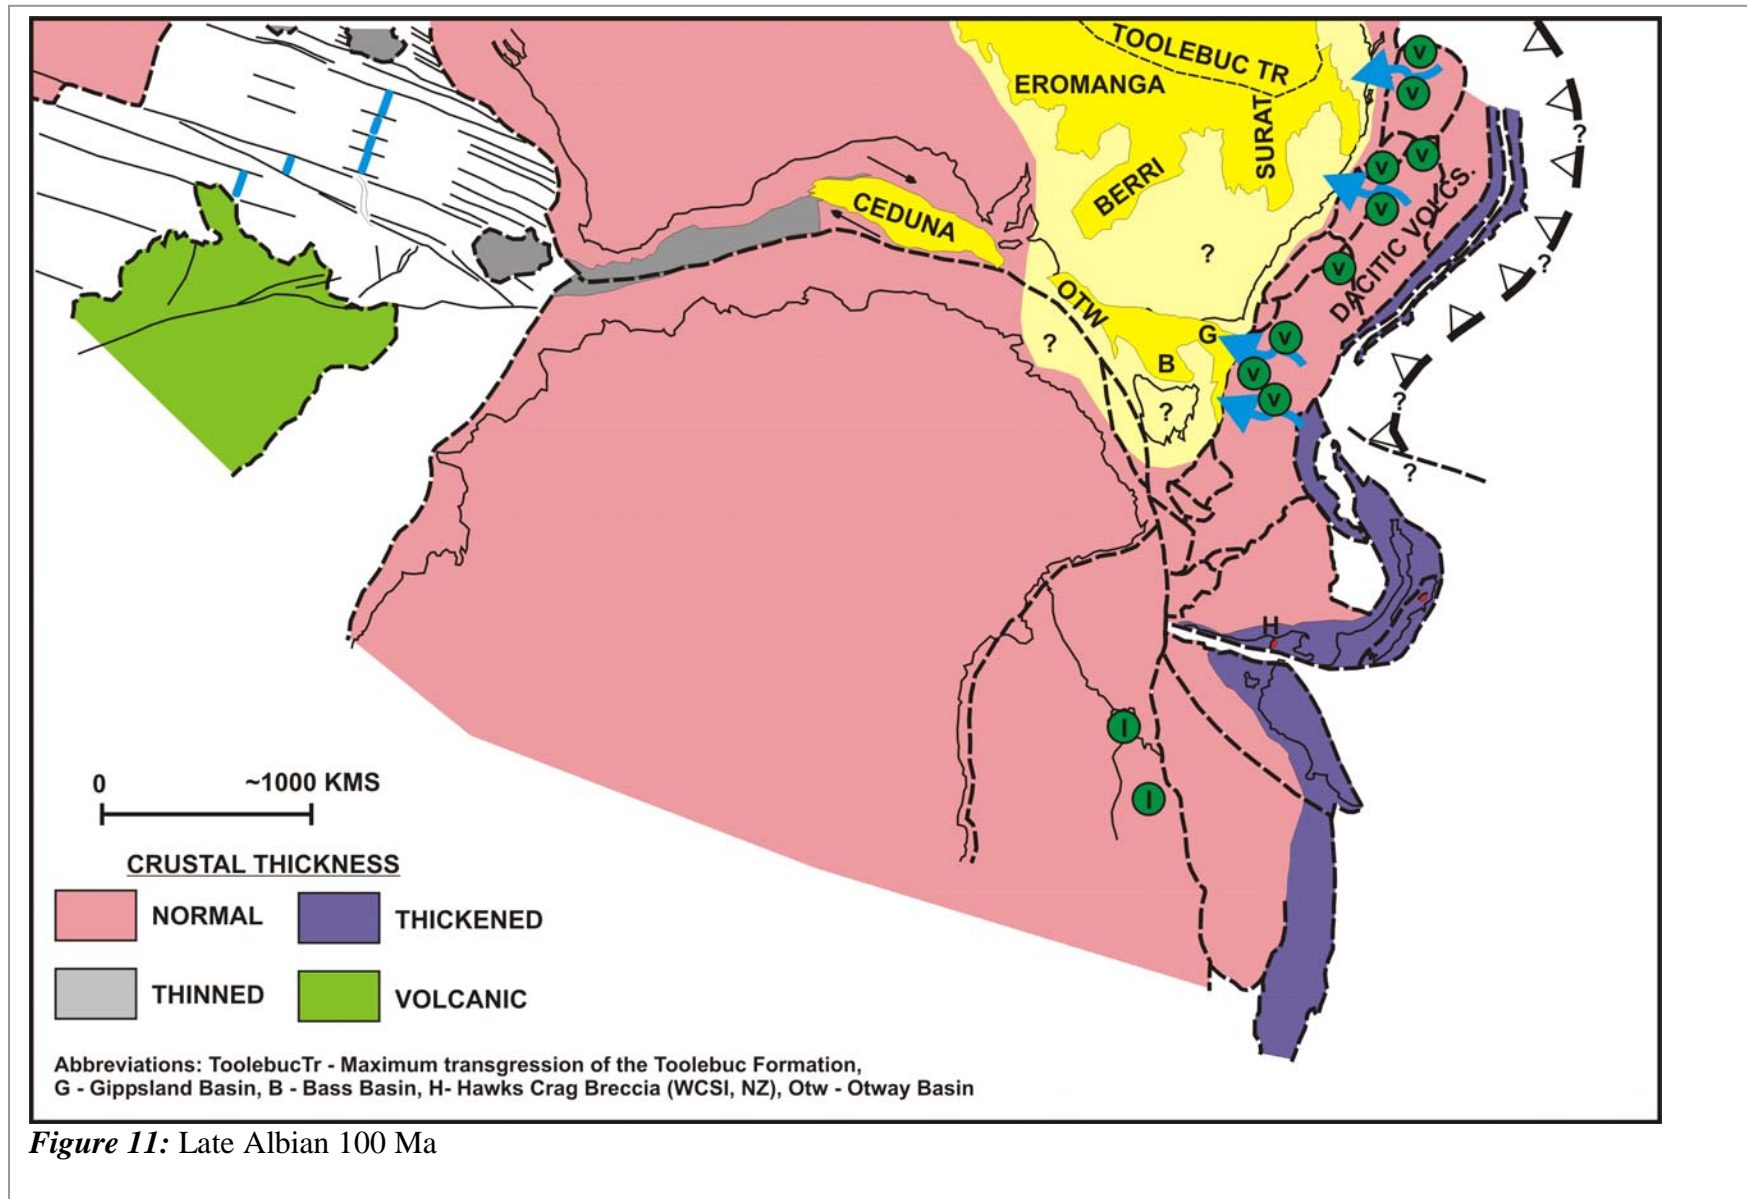 TOOLEBUC TR
EROMANGA
SURAT
BERRI
CEDUNA
OTW
G
B
?
?
?
?
?
?
?
V
V
V
V
V
V
V
V
V
DACITIC VOLCS.
H
I
I
0 ~1000 KMS
CRUSTAL THICKNESS
NORMAL
THICKENED
THINNED
VOLCANIC
Abbreviations: ToolebucTr - Maximum transgression of the Toolebuc Formation,
G - Gippsland Basin, B - Bass Basin, H- Hawks Crag Breccia (WCSI, NZ), Otw - Otway Basin
Figure 11: Late Albian 100 Ma